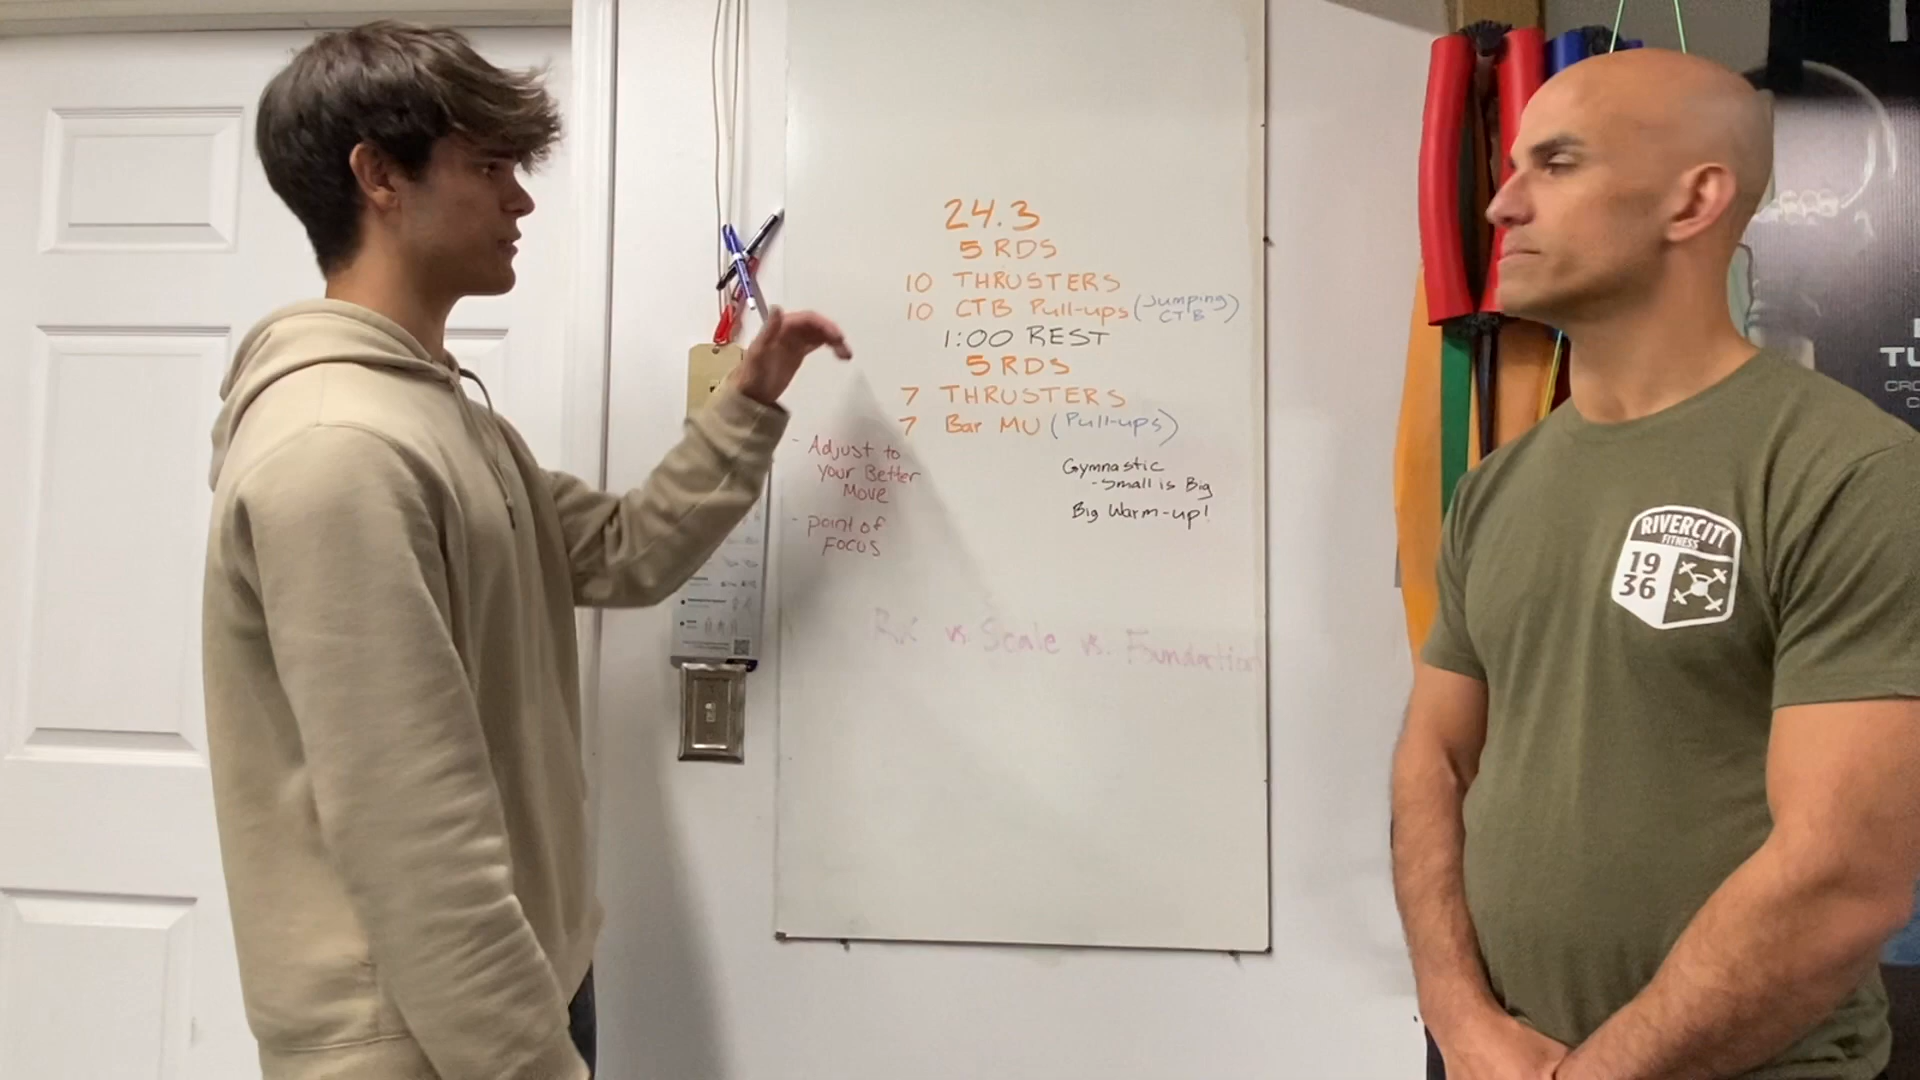 24.3
5 RDS
10 THRUSTERS
10 CTB Pull-ups (Jumping CTB)
1:00 REST
5 RDS
7 THRUSTERS
7 Bar MU (Pull-ups)
- Adjust to
your Better
Move
- point of
Focus
Gymnastic
- Small is Big
Big Warm-up!
Rx vs. Scale vs. Foundation
RIVERCITY
FITNESS
19
36
TU
CRO
C